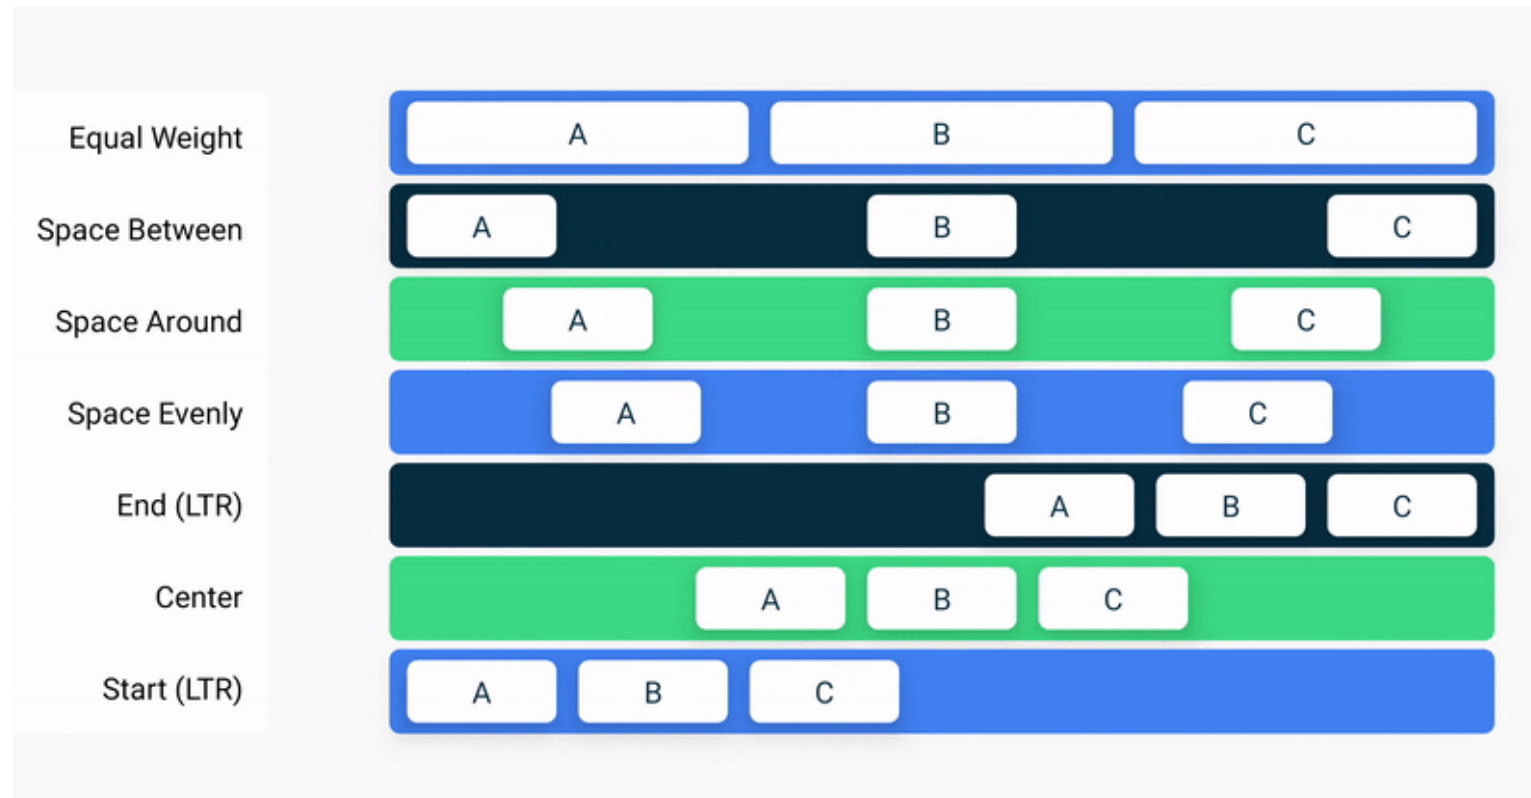 Equal Weight A B C
Space Between A B C
Space Around A B C
Space Evenly A B C
End (LTR) A B C
Center A B C
Start (LTR) A B C